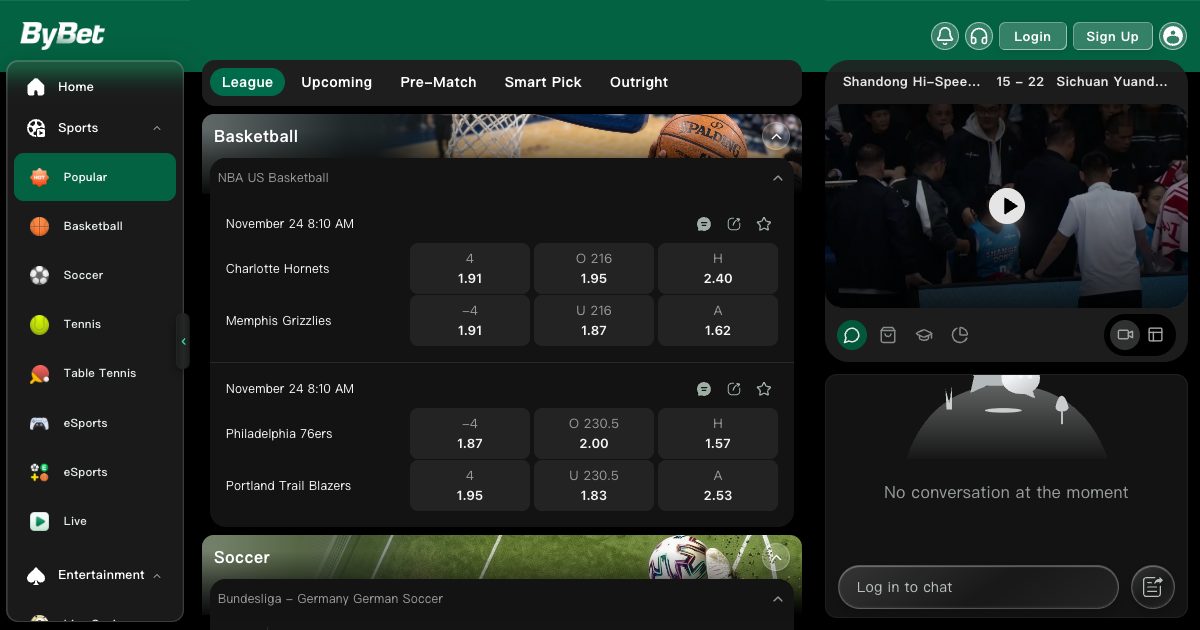 ByBet
Login
Sign Up
Home
Sports
HOT
Popular
Basketball
Soccer
Tennis
Table Tennis
eSports
eSports
Live
Entertainment
League
Upcoming
Pre-Match
Smart Pick
Outright
Basketball
SPALDING
NBA US Basketball
November 24 8:10 AM
Charlotte Hornets
4
1.91
O 216
1.95
H
2.40
Memphis Grizzlies
-4
1.91
U 216
1.87
A
1.62
November 24 8:10 AM
Philadelphia 76ers
-4
1.87
O 230.5
2.00
H
1.57
Portland Trail Blazers
4
1.95
U 230.5
1.83
A
2.53
Soccer
Bundesliga - Germany German Soccer
Shandong Hi-Spee...
15 - 22
Sichuan Yuand...
No conversation at the moment
Log in to chat